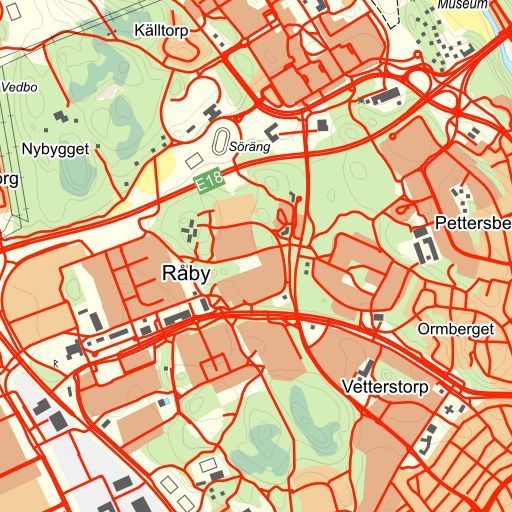 Museum
Källtorp
Vedbo
Nybygget
Söräng
E18
org
Pettersbe
Råby
Ormberget
Vetterstorp